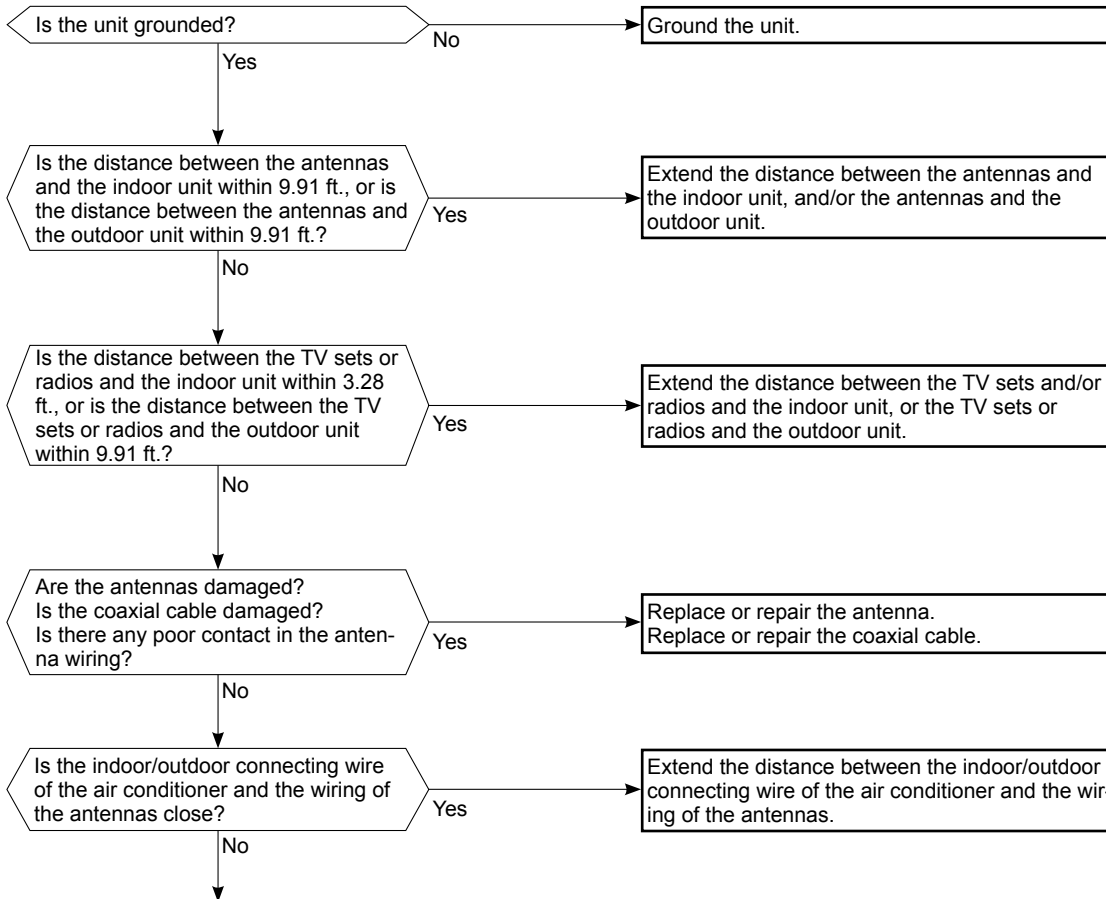 Is the unit grounded?
No
Ground the unit.
Yes
Is the distance between the antennas
and the indoor unit within 9.91 ft., or is
the distance between the antennas and
the outdoor unit within 9.91 ft.?
Yes
Extend the distance between the antennas and
the indoor unit, and/or the antennas and the
outdoor unit.
No
Is the distance between the TV sets or
radios and the indoor unit within 3.28
ft., or is the distance between the TV
sets or radios and the outdoor unit
within 9.91 ft.?
Yes
Extend the distance between the TV sets and/or
radios and the indoor unit, or the TV sets or
radios and the outdoor unit.
No
Are the antennas damaged?
Is the coaxial cable damaged?
Is there any poor contact in the anten-
na wiring?
Yes
Replace or repair the antenna.
Replace or repair the coaxial cable.
No
Is the indoor/outdoor connecting wire
of the air conditioner and the wiring of
the antennas close?
Yes
Extend the distance between the indoor/outdoor
connecting wire of the air conditioner and the wir-
ing of the antennas.
No